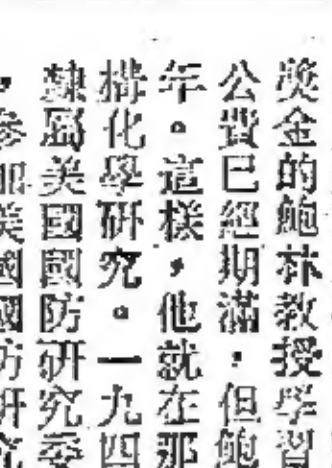 獎金的鮑林教授學習
公費已經期滿，但鮑
年。這樣，他就在那
構化學研究。一九四
隸屬美國國防研究委
，參加美國國防研究